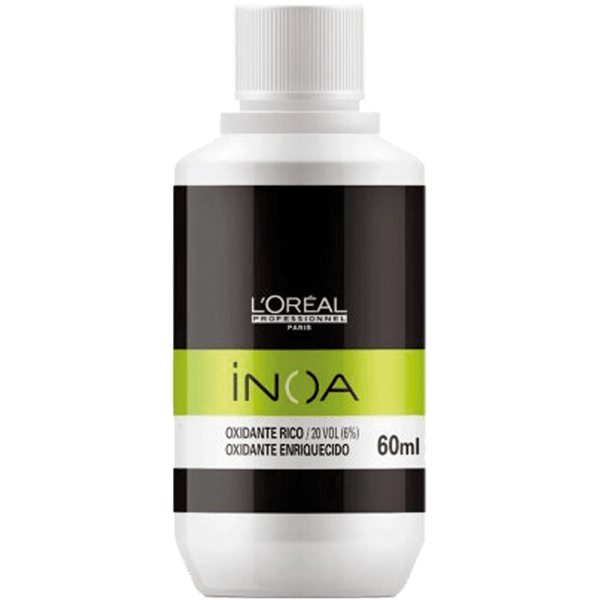 L'ORÉAL
PROFESSIONNEL
PARIS
iNOA
OXIDANTE RICO / 20 VOL (6%)
OXIDANTE ENRIQUECIDO
60ml